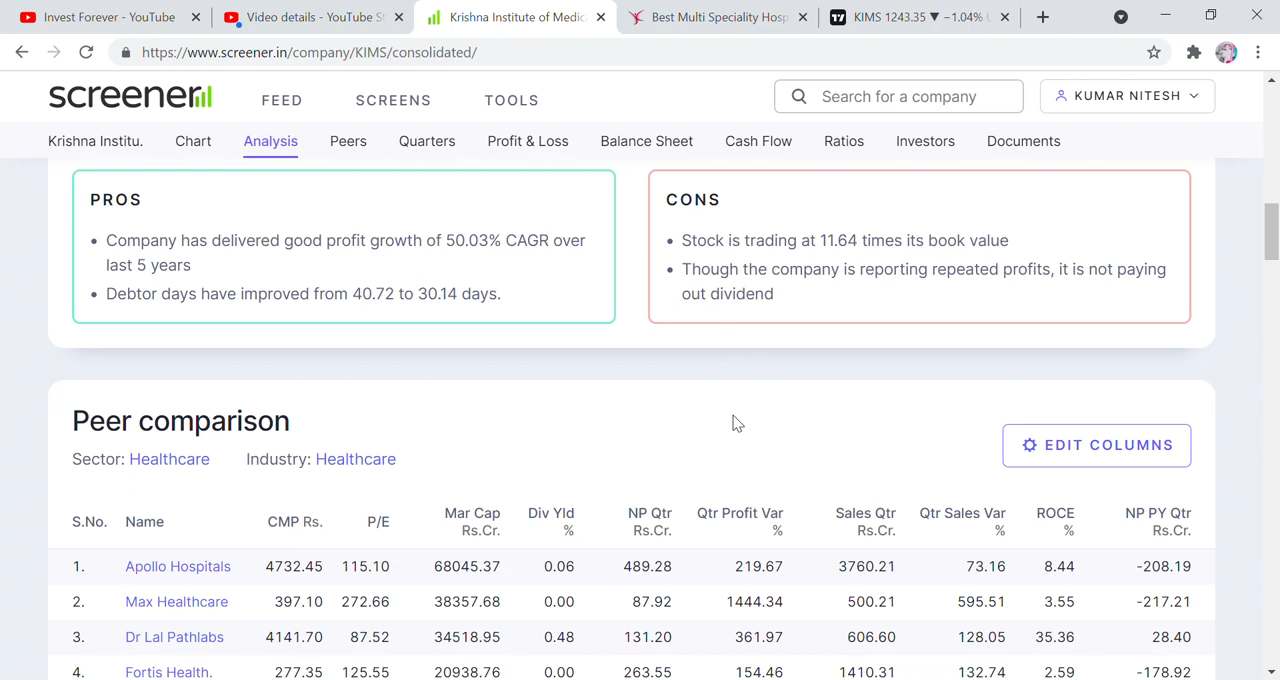 Invest Forever - YouTube
Video details - YouTube St
Krishna Institute of Medic
Best Multi Speciality Hosp
KIMS 1243.35 ▼ −1.04% U
https://www.screener.in/company/KIMS/consolidated/
screener
FEED SCREENS TOOLS
Search for a company
KUMAR NITESH
Krishna Institu. Chart Analysis Peers Quarters Profit & Loss Balance Sheet Cash Flow Ratios Investors Documents
PROS
• Company has delivered good profit growth of 50.03% CAGR over
last 5 years
• Debtor days have improved from 40.72 to 30.14 days.
CONS
• Stock is trading at 11.64 times its book value
• Though the company is reporting repeated profits, it is not paying
out dividend
Peer comparison
Sector: Healthcare Industry: Healthcare
EDIT COLUMNS
S.No. Name CMP Rs. P/E Mar Cap Rs.Cr. Div Yld % NP Qtr Rs.Cr. Qtr Profit Var % Sales Qtr Rs.Cr. Qtr Sales Var % ROCE % NP PY Qtr Rs.Cr.
1. Apollo Hospitals 4732.45 115.10 68045.37 0.06 489.28 219.67 3760.21 73.16 8.44 -208.19
2. Max Healthcare 397.10 272.66 38357.68 0.00 87.92 1444.34 500.21 595.51 3.55 -217.21
3. Dr Lal Pathlabs 4141.70 87.52 34518.95 0.48 131.20 361.97 606.60 128.05 35.36 28.40
4. Fortis Health. 277.35 125.55 20938.76 0.00 263.55 154.46 1410.31 132.74 2.59 -178.92